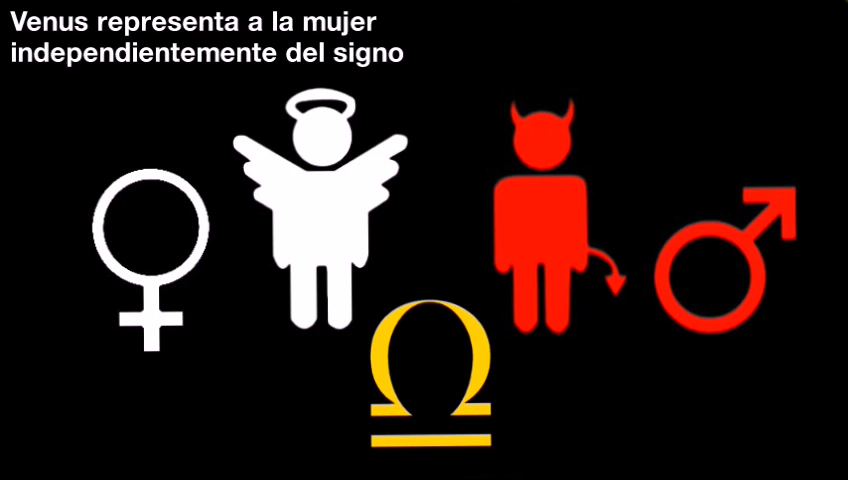 Venus representa a la mujer
independientemente del signo